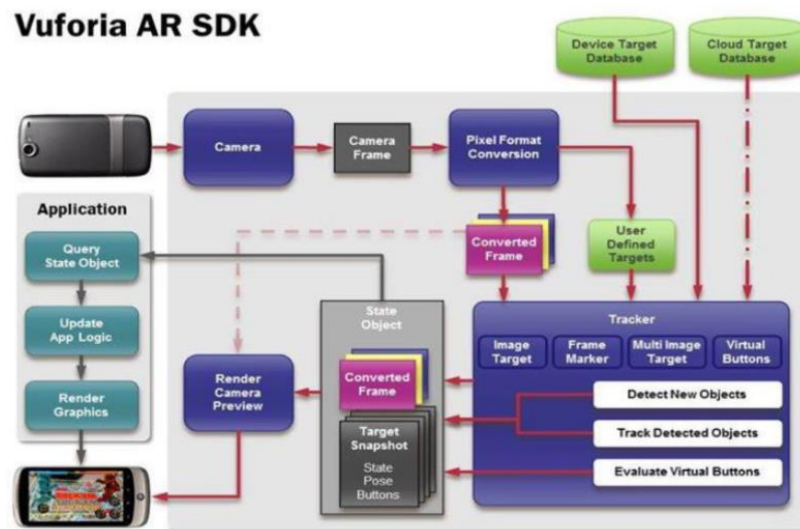 Vuforia AR SDK
Device Target
Database
Cloud Target
Database
Camera
Camera
Frame
Pixel Format
Conversion
Application
Query
State Object
Update
App Logic
Render
Graphics
Converted
Frame
User
Defined
Targets
State
Object
Converted
Frame
Target
Snapshot
State
Pose
Buttons
Render
Camera
Preview
Tracker
Image
Target
Frame
Marker
Multi Image
Target
Virtual
Buttons
Detect New Objects
Track Detected Objects
Evaluate Virtual Buttons